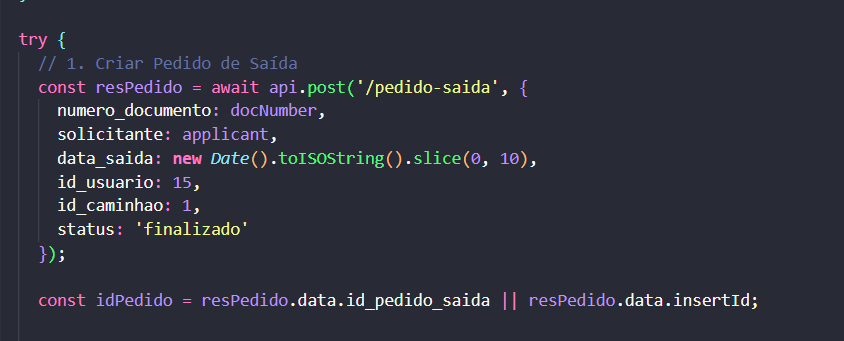 try {
// 1. Criar Pedido de Saída
const resPedido = await api.post('/pedido-saida', {
numero_documento: docNumber,
solicitante: applicant,
data_saida: new Date().toISOString().slice(0, 10),
id_usuario: 15,
id_caminhao: 1,
status: 'finalizado'
});
const idPedido = resPedido.data.id_pedido_saida || resPedido.data.insertId;